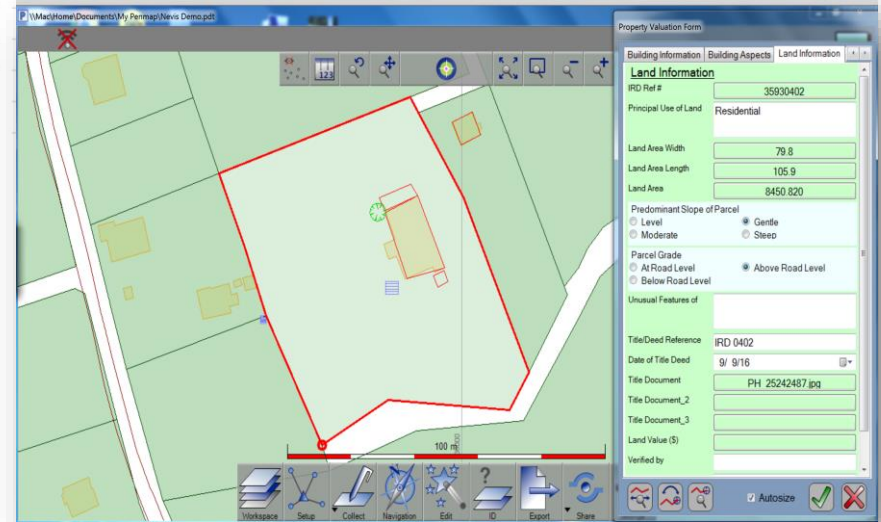 \\Mac\Home\Documents\My Penmap\Nevis Demo.pdt
123
100 m
Workspace
Setup
Collect
Navigation
Edit
?
ID
Export
Share
Property Valuation Form
Building Information
Building Aspects
Land Information
Land Information
IRD Ref # 35930402
Principal Use of Land Residential
Land Area Width 79.8
Land Area Length 105.9
Land Area 8450.820
Predominant Slope of Parcel
Level Gentle
Moderate Steep
Parcel Grade
At Road Level Above Road Level
Below Road Level
Unusual Features of
Title/Deed Reference IRD 0402
Date of Title Deed 9/ 9/16
Title Document PH_25242487.jpg
Title Document_2
Title Document_3
Land Value ($)
Verified by
Autosize